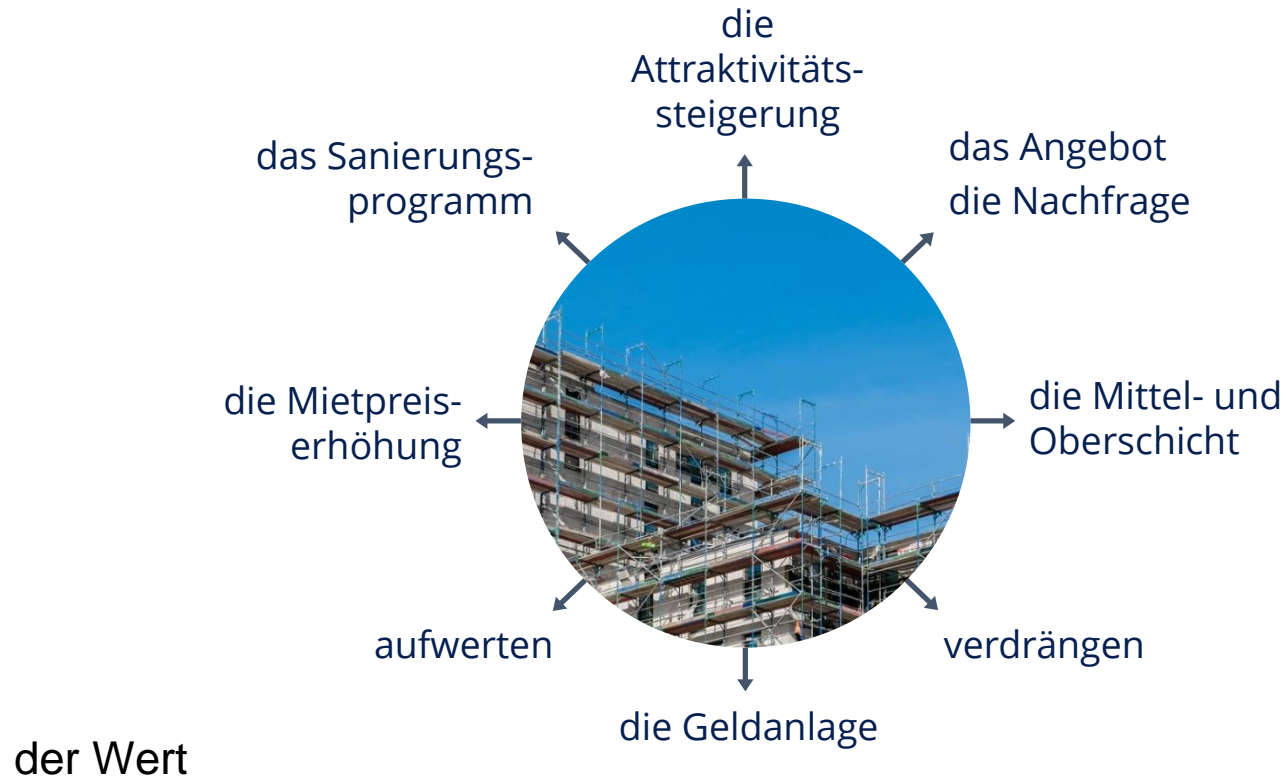 die
Attraktivitäts-
steigerung
das Sanierungs-
programm
das Angebot
die Nachfrage
die Mietpreis-
erhöhung
die Mittel- und
Oberschicht
aufwerten
verdrängen
die Geldanlage
der Wert